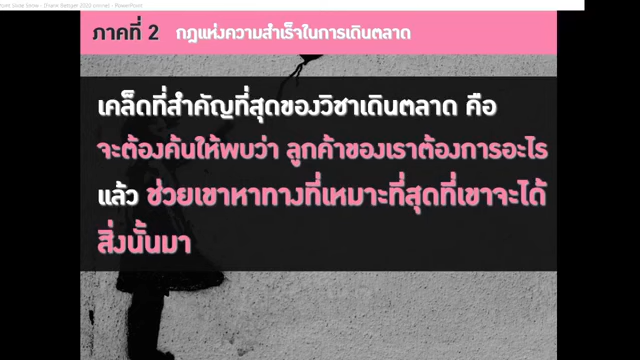 ภาคที่ 2 กฎแห่งความสำเร็จในการเดินตลาด
เคล็ดที่สำคัญที่สุดของวิชาเดินตลาด คือ
จะต้องค้นให้พบว่า ลูกค้าของเราต้องการอะไร
แล้ว ช่วยเขาหาทางที่เหมาะที่สุดที่เขาจะได้
สิ่งนั้นมา